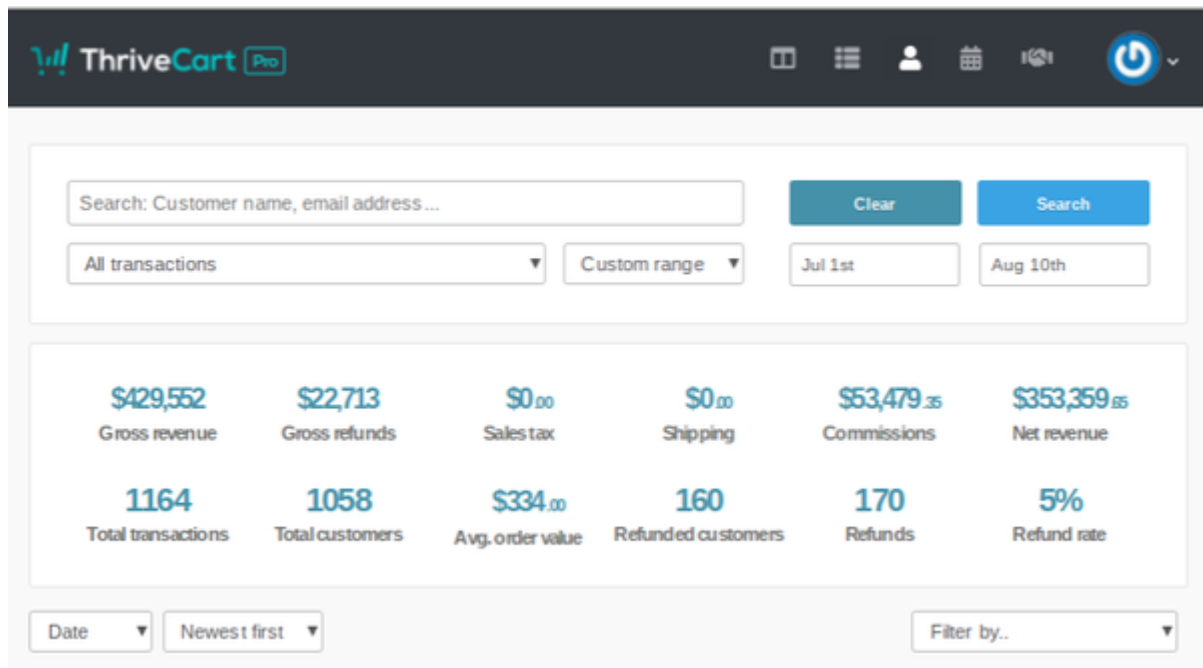 ThriveCart Pro
Search: Customer name, email address...
Clear
Search
All transactions
Custom range
Jul 1st
Aug 10th
$429,552 $22,713 $0.00 $0.00 $53,479.35 $353,359.65
Gross revenue Gross refunds Sales tax Shipping Commissions Net revenue
1164 1058 $334.00 160 170 5%
Total transactions Total customers Avg. order value Refunded customers Refunds Refund rate
Date
Newest first
Filter by..